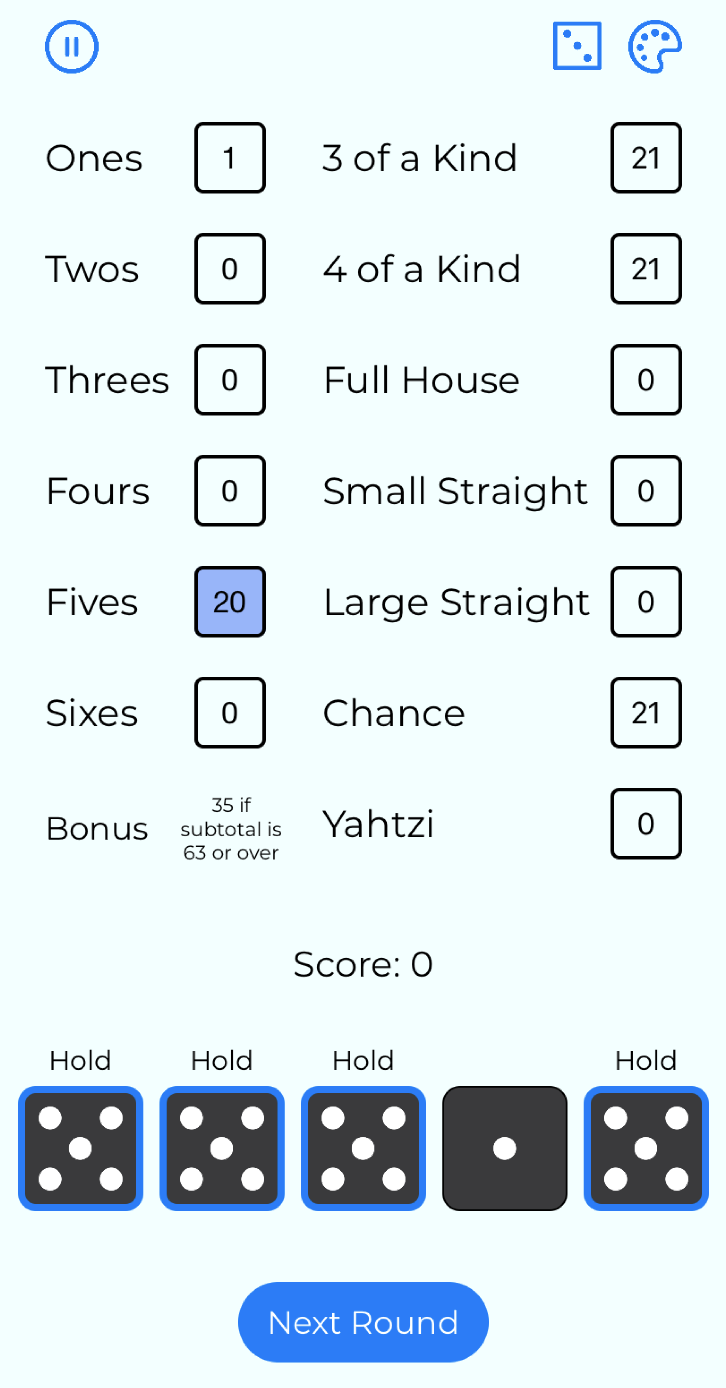 Ones 1 3 of a Kind 21
Twos 0 4 of a Kind 21
Threes 0 Full House 0
Fours 0 Small Straight 0
Fives 20 Large Straight 0
Sixes 0 Chance 21
Bonus 35 if
subtotal is
63 or over
Yahtzi 0
Score: 0
Hold Hold Hold Hold
Next Round